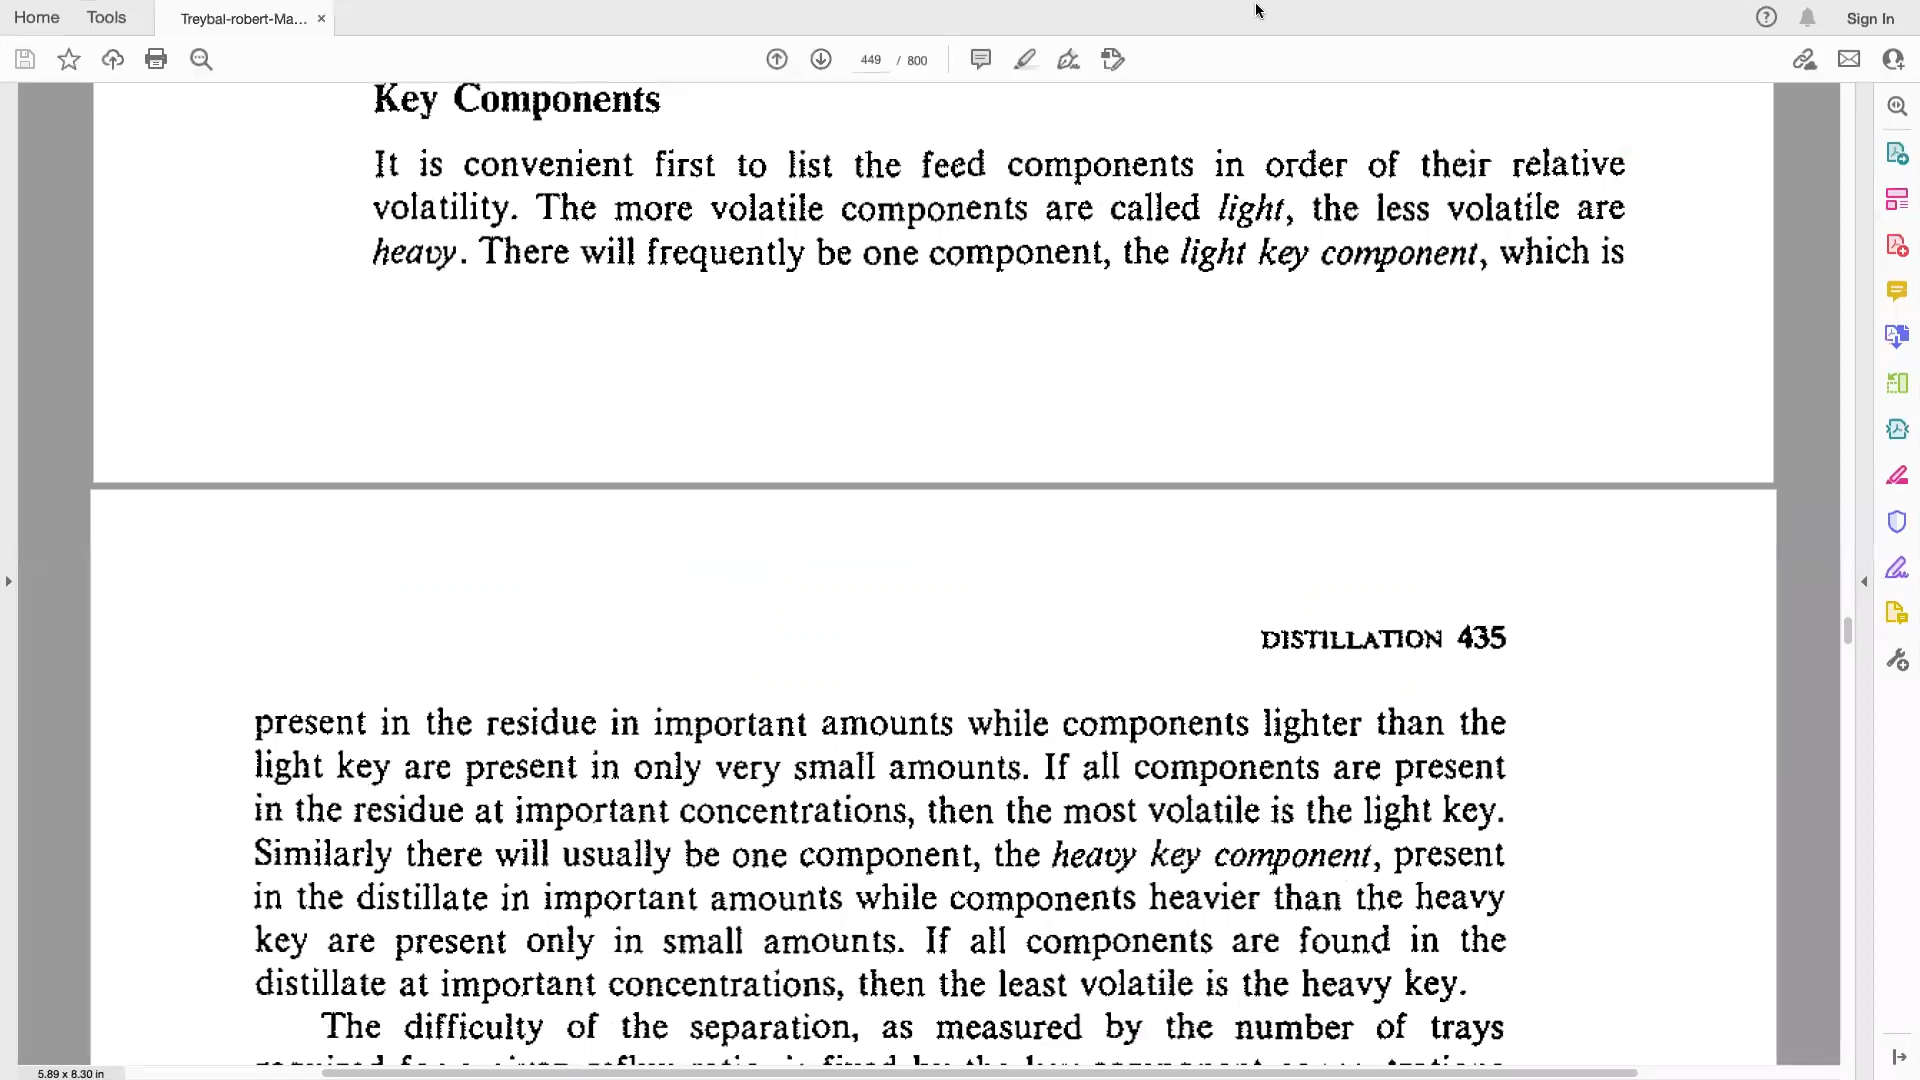 Home Tools Treybal-robert-Ma... × Sign In
449 / 800
Key Components
It is convenient first to list the feed components in order of their relative
volatility. The more volatile components are called light, the less volatile are
heavy. There will frequently be one component, the light key component, which is
DISTILLATION 435
present in the residue in important amounts while components lighter than the
light key are present in only very small amounts. If all components are present
in the residue at important concentrations, then the most volatile is the light key.
Similarly there will usually be one component, the heavy key component, present
in the distillate in important amounts while components heavier than the heavy
key are present only in small amounts. If all components are found in the
distillate at important concentrations, then the least volatile is the heavy key.
The difficulty of the separation, as measured by the number of trays
5.89 x 8.30 in